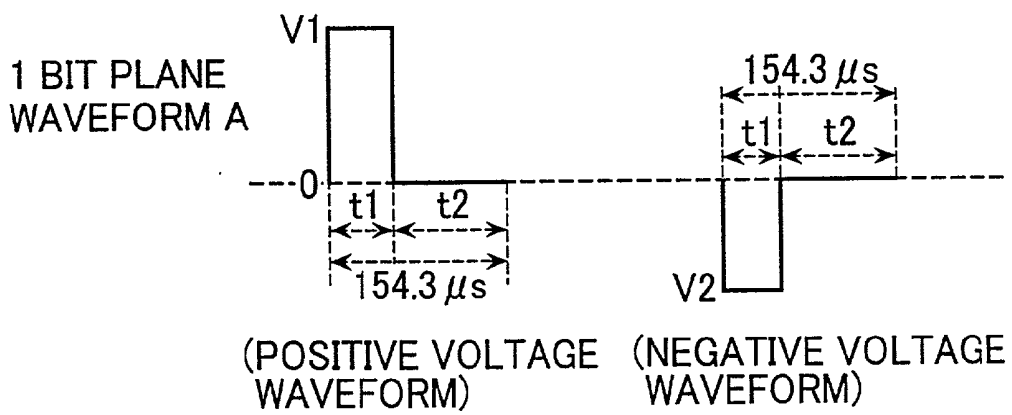 1 BIT PLANE
WAVEFORM A
V1
0
t1 t2
154.3 μs
(POSITIVE VOLTAGE
WAVEFORM)
154.3 μs
t1 t2
V2
(NEGATIVE VOLTAGE
WAVEFORM)